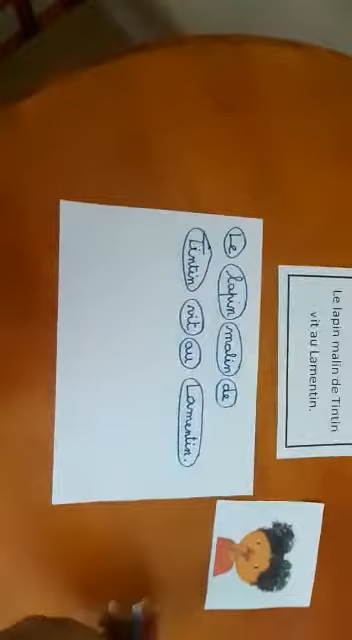 Le lapin malin de
Tintin vit au Lamentin.
Le lapin malin de Tintin
vit au Lamentin.